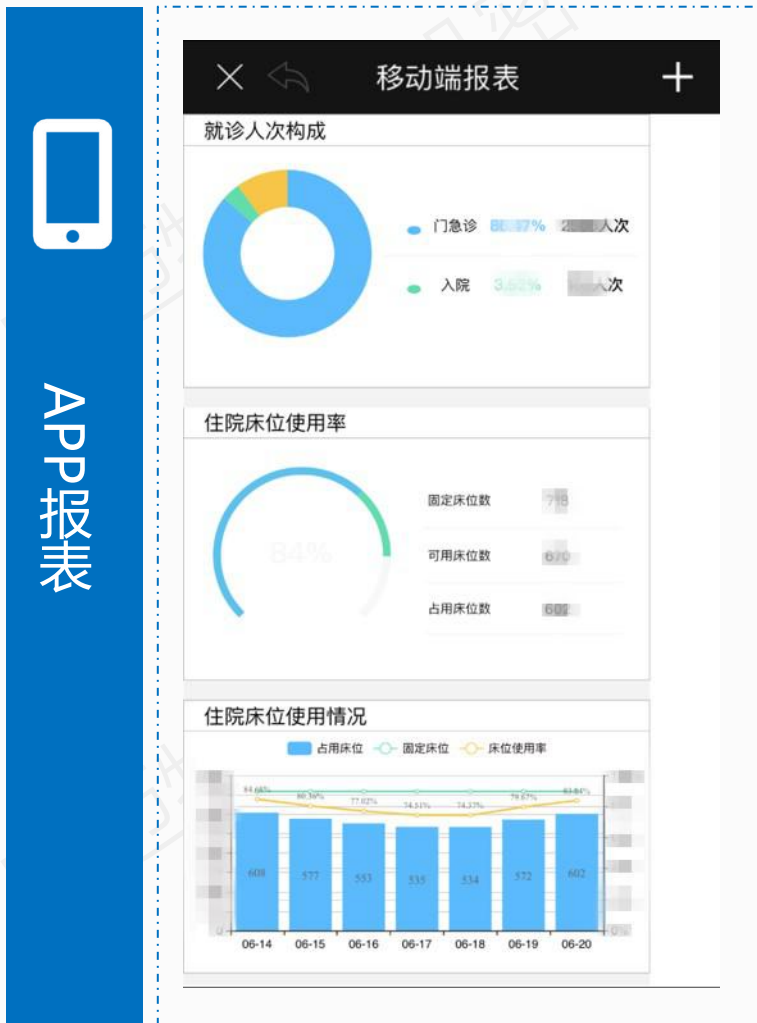 APP报表
移动端报表
就诊人次构成
门急诊 人次
入院 人次
住院床位使用率
84%
固定床位数 718
可用床位数 670
占用床位数 602
住院床位使用情况
占用床位 固定床位 床位使用率
84.68% 80.36% 77.02% 74.51% 74.37% 79.67% 83.84%
608 577 553 535 534 572 602
0 0%
06-14 06-15 06-16 06-17 06-18 06-19 06-20